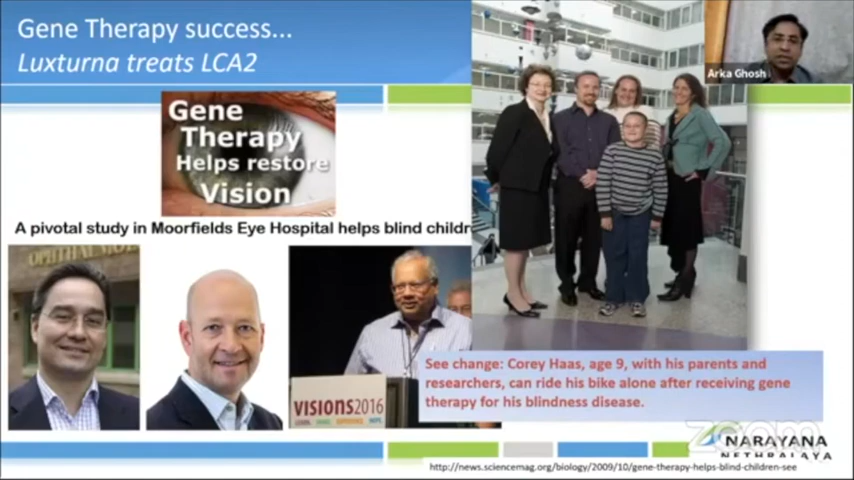 Gene Therapy success...
Luxturna treats LCA2
Arka Ghosh
Gene
Therapy
Helps restore
Vision
A pivotal study in Moorfields Eye Hospital helps blind childr
OPHTHALMOL
VISIONS2016
See change: Corey Haas, age 9, with his parents and
researchers, can ride his bike alone after receiving gene
therapy for his blindness disease.
zoom
NARAYANA
NETHRALAYA
http://news.sciencemag.org/biology/2009/10/gene-therapy-helps-blind-children-see